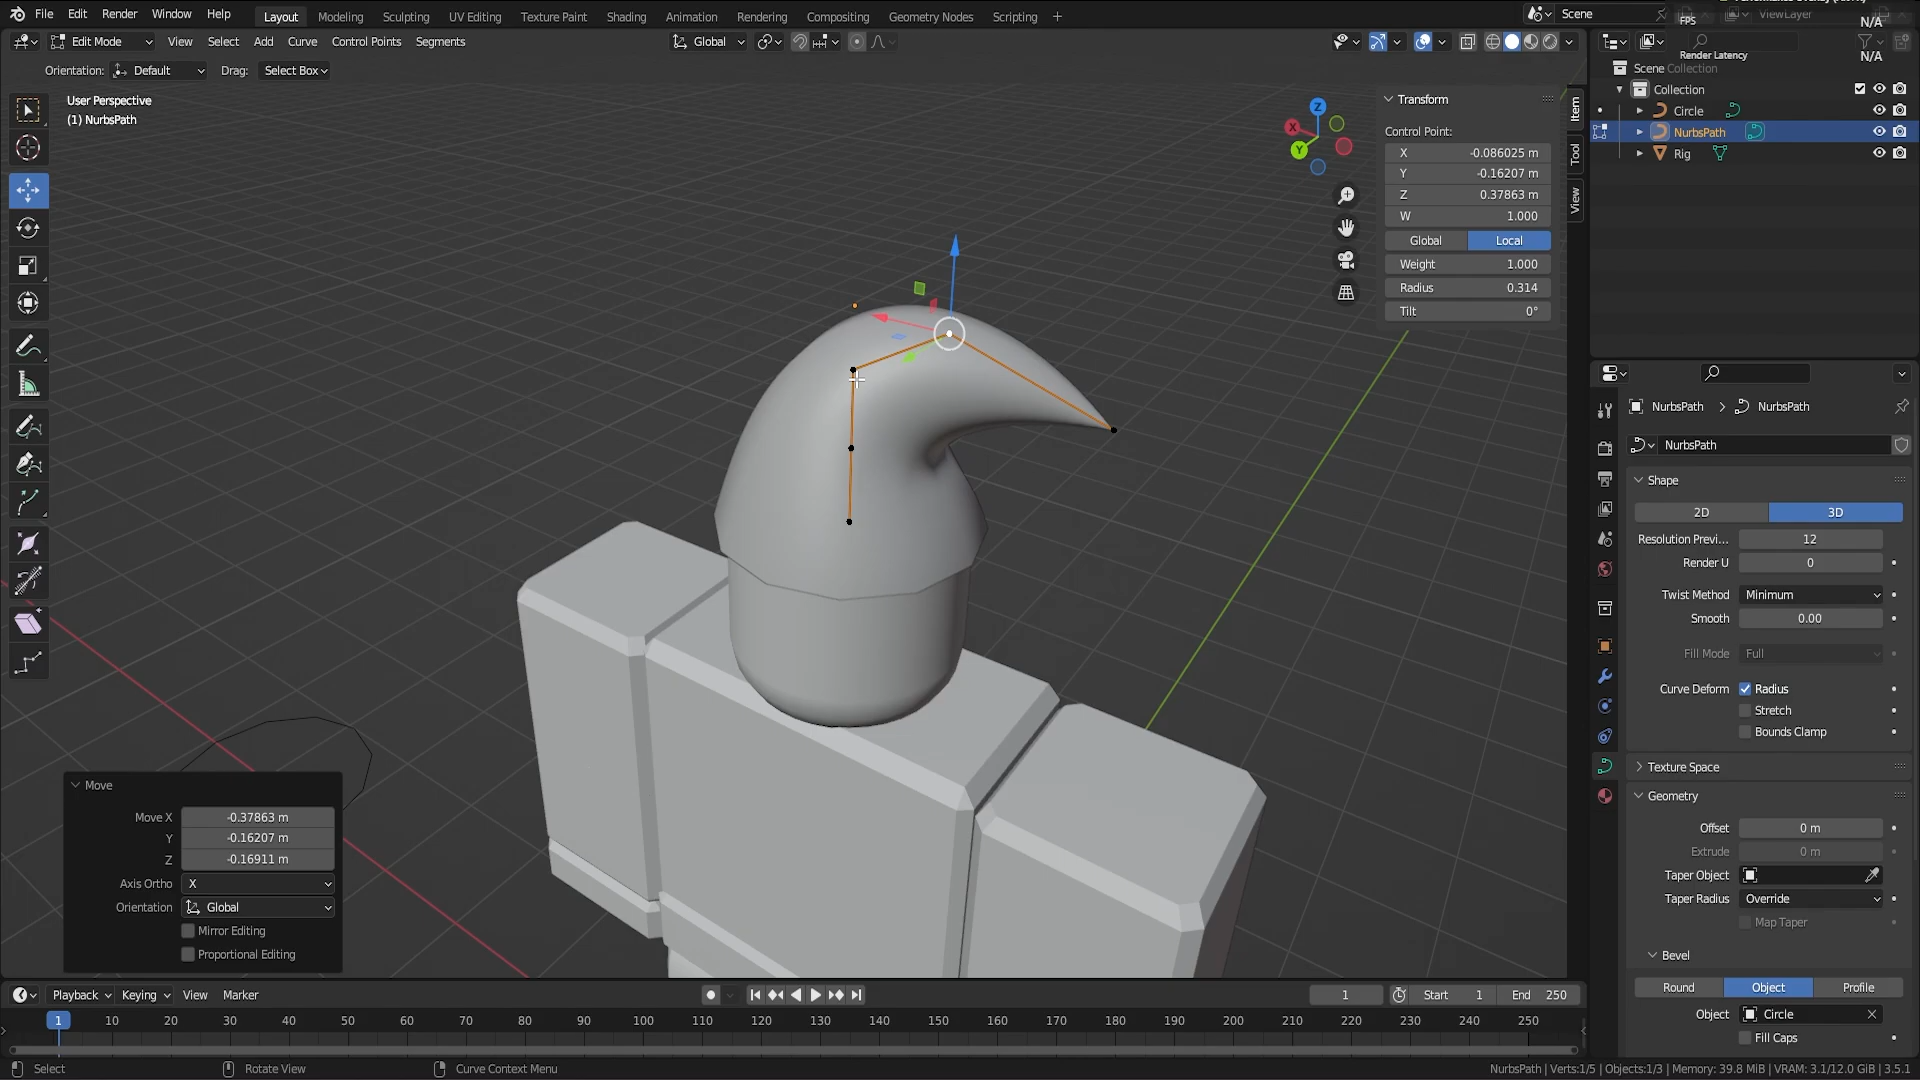 File Edit Render Window Help Layout Modeling Sculpting UV Editing Texture Paint Shading Animation Rendering Compositing Geometry Nodes Scripting + Scene ViewLayer
FPS N/A
Edit Mode View Select Add Curve Control Points Segments Global
Render Latency N/A
Orientation: Default Drag: Select Box
Scene Collection
Collection
Circle
NurbsPath
Rig
User Perspective
(1) NurbsPath
Z
X
Y
Transform
Control Point:
X -0.086025 m
Y -0.16207 m
Z 0.37863 m
W 1.000
Global Local
Weight 1.000
Radius 0.314
Tilt 0°
Item
Tool
View
NurbsPath > NurbsPath
NurbsPath
Shape
2D 3D
Resolution Previ... 12
Render U 0
Twist Method Minimum
Smooth 0.00
Fill Mode Full
Curve Deform Radius
Stretch
Bounds Clamp
Texture Space
Geometry
Offset 0 m
Extrude 0 m
Taper Object
Taper Radius Override
Map Taper
Bevel
Round Object Profile
Object Circle
Fill Caps
Move
Move X -0.37863 m
Y -0.16207 m
Z -0.16911 m
Axis Ortho X
Orientation Global
Mirror Editing
Proportional Editing
Playback Keying View Marker 1 Start 1 End 250
1 10 20 30 40 50 60 70 80 90 100 110 120 130 140 150 160 170 180 190 200 210 220 230 240 250
Select Rotate View Curve Context Menu NurbsPath | Verts:1/5 | Objects:1/3 | Memory: 39.8 MiB | VRAM: 3.1/12.0 GiB | 3.5.1